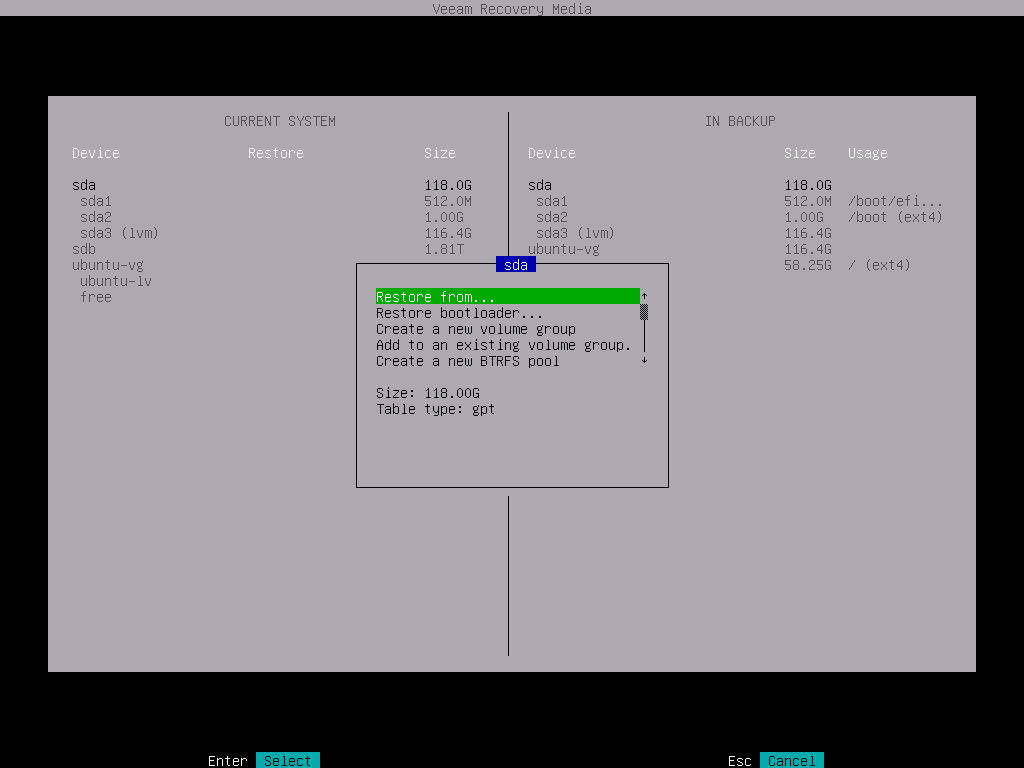 Veeam Recovery Media
CURRENT SYSTEM
Device Restore Size
sda 118.0G
sda1 512.0M
sda2 1.00G
sda3 (lvm) 116.4G
sdb 1.81T
ubuntu-vg
ubuntu-lv
free
IN BACKUP
Device Size Usage
sda 118.0G
sda1 512.0M /boot/efi...
sda2 1.00G /boot (ext4)
sda3 (lvm) 116.4G
ubuntu-vg 116.4G
58.25G / (ext4)
sda
Restore from...
Restore bootloader...
Create a new volume group
Add to an existing volume group.
Create a new BTRFS pool
Size: 118.00G
Table type: gpt
Enter Select
Esc Cancel